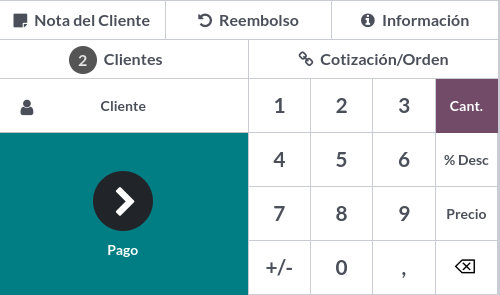 Nota del Cliente Reembolso Información
2 Clientes Cotización/Orden
Cliente 1 2 3 Cant.
4 5 6 % Desc
7 8 9 Precio
Pago
+/- 0 ,